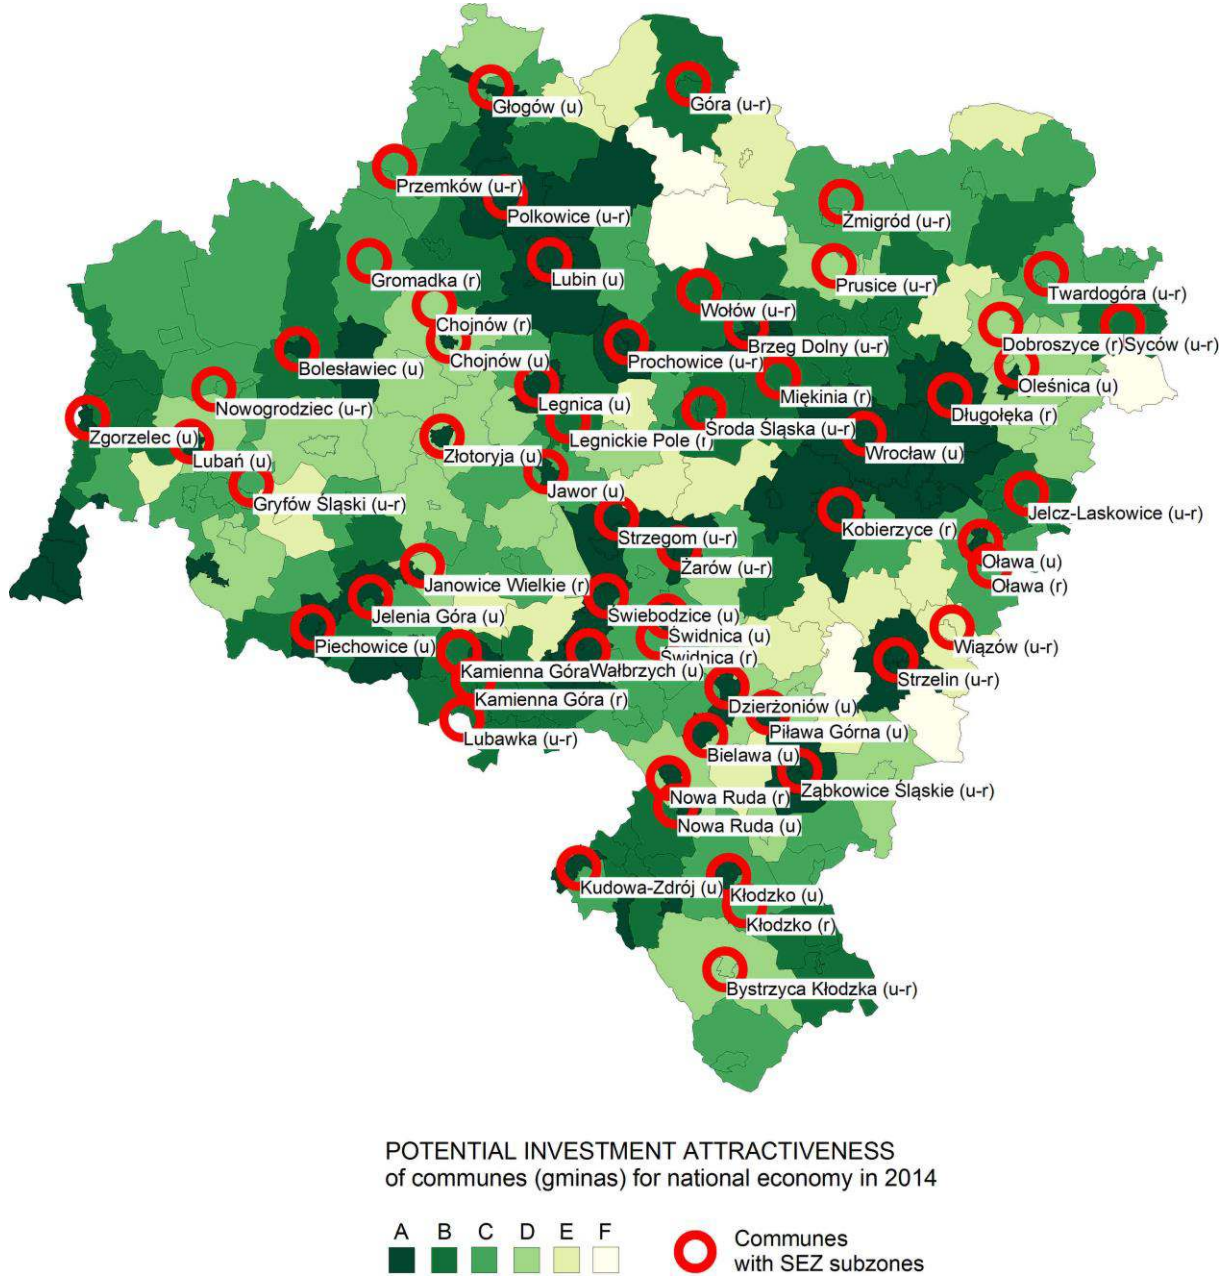 Głogów (u)
Góra (u-r)
Przemków (u-r)
Polkowice (u-r)
Żmigród (u-r)
Gromadka (r)
Lubin (u)
Prusice (u-r)
Twardogóra (u-r)
Wołów (u-r)
Chojnów (r)
Brzeg Dolny (u-r)
Dobroszyce (r)
Syców (u-r)
Chojnów (u)
Prochowice (u-r)
Bolesławiec (u)
Oleśnica (u)
Miękinia (r)
Nowogrodziec (u-r)
Legnica (u)
Długołęka (r)
Środa Śląska (u-r)
Zgorzelec (u)
Legnickie Pole (r
Wrocław (u)
Złotoryja (u)
Lubań (u)
Jawor (u)
Gryfów Śląski (u-r)
Jelcz-Laskowice (u-r)
Kobierzyce (r)
Strzegom (u-r)
Oława (u)
Żarów (u-r)
Oława (r)
Janowice Wielkie (r)
Jelenia Góra (u)
Świebodzice (u)
Świdnica (u)
Piechowice (u)
Wiązów (u-r)
Świdnica (r)
Kamienna Góra
Wałbrzych (u)
Strzelin (u-r)
Kamienna Góra (r)
Dzierżoniów (u)
Piława Górna (u)
Lubawka (u-r)
Bielawa (u)
Ząbkowice Śląskie (u-r)
Nowa Ruda (r)
Nowa Ruda (u)
Kudowa-Zdrój (u)
Kłodzko (u)
Kłodzko (r)
Bystrzyca Kłodzka (u-r)
POTENTIAL INVESTMENT ATTRACTIVENESS
of communes (gminas) for national economy in 2014
A B C D E F
Communes
with SEZ subzones